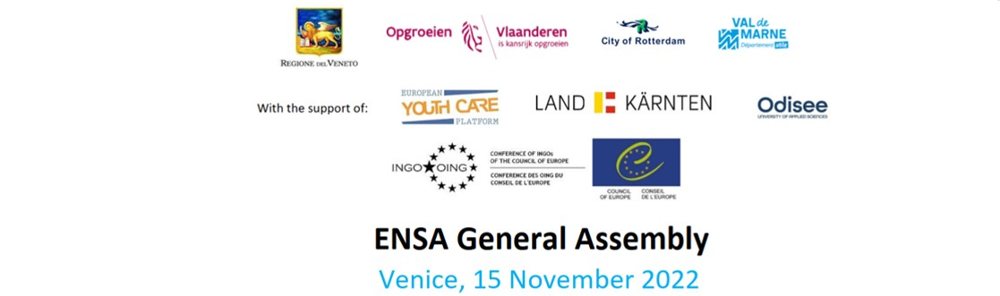 REGIONE DEL VENETO
Opgroeien
Vlaanderen
is kansrijk opgroeien
City of Rotterdam
VAL de
MARNE
Département utile
With the support of:
EUROPEAN
YOUTH CARE
PLATFORM
LAND KÄRNTEN
Odisee
UNIVERSITY OF APPLIED SCIENCES
INGO OING
CONFERENCE OF INGOs
OF THE COUNCIL OF EUROPE
CONFERENCE DES OING DU
CONSEIL DE L'EUROPE
COUNCIL CONSEIL
OF EUROPE DE L'EUROPE
ENSA General Assembly
Venice, 15 November 2022